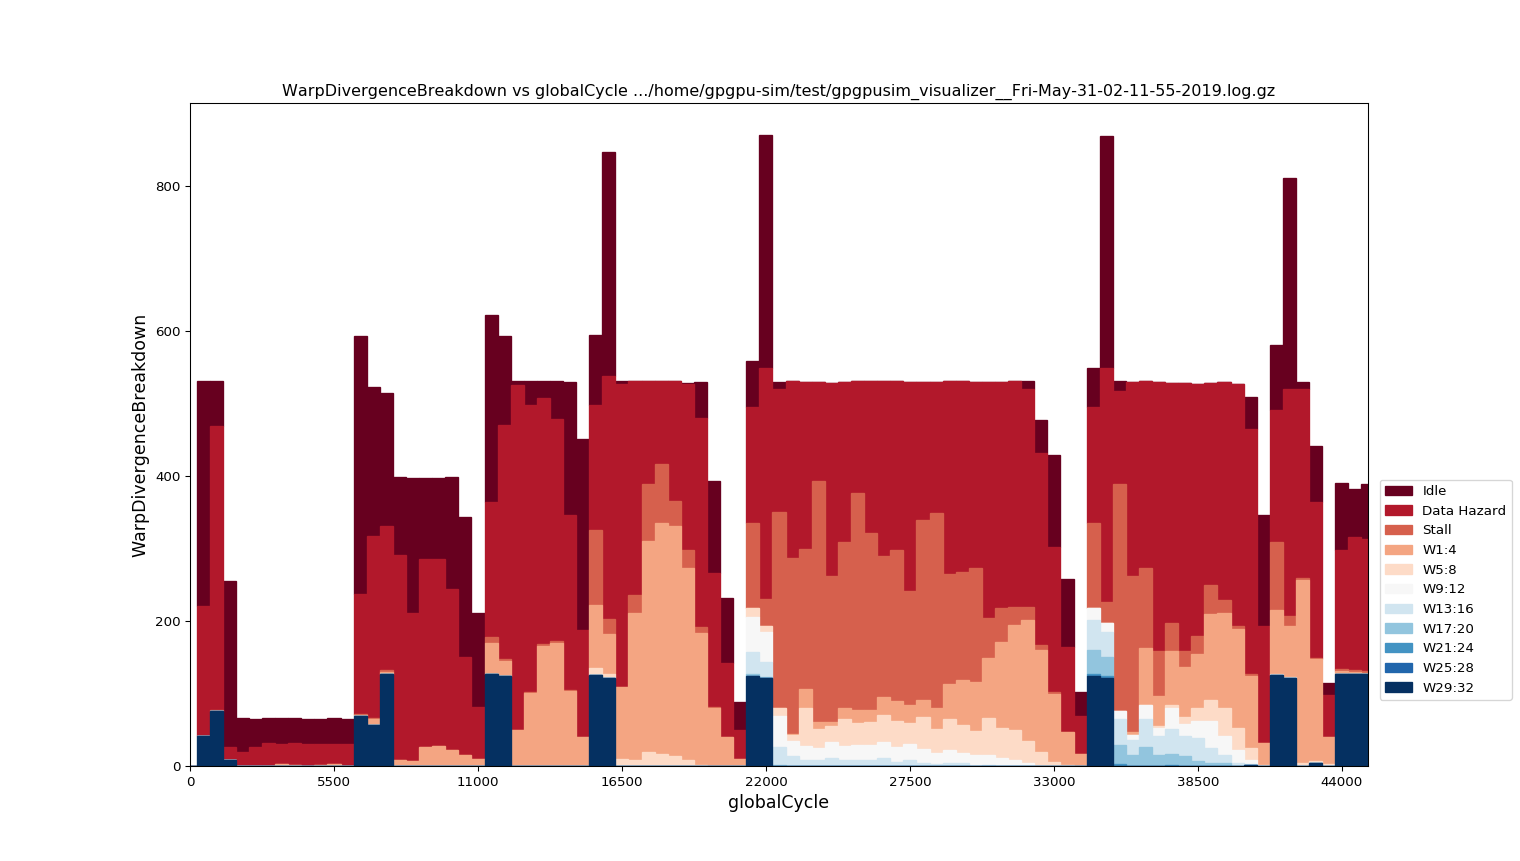 WarpDivergenceBreakdown vs globalCycle .../home/gpgpu-sim/test/gpgpusim_visualizer__Fri-May-31-02-11-55-2019.log.gz
WarpDivergenceBreakdown
800
600
400
200
0
0 5500 11000 16500 22000 27500 33000 38500 44000
globalCycle
Idle
Data Hazard
Stall
W1:4
W5:8
W9:12
W13:16
W17:20
W21:24
W25:28
W29:32